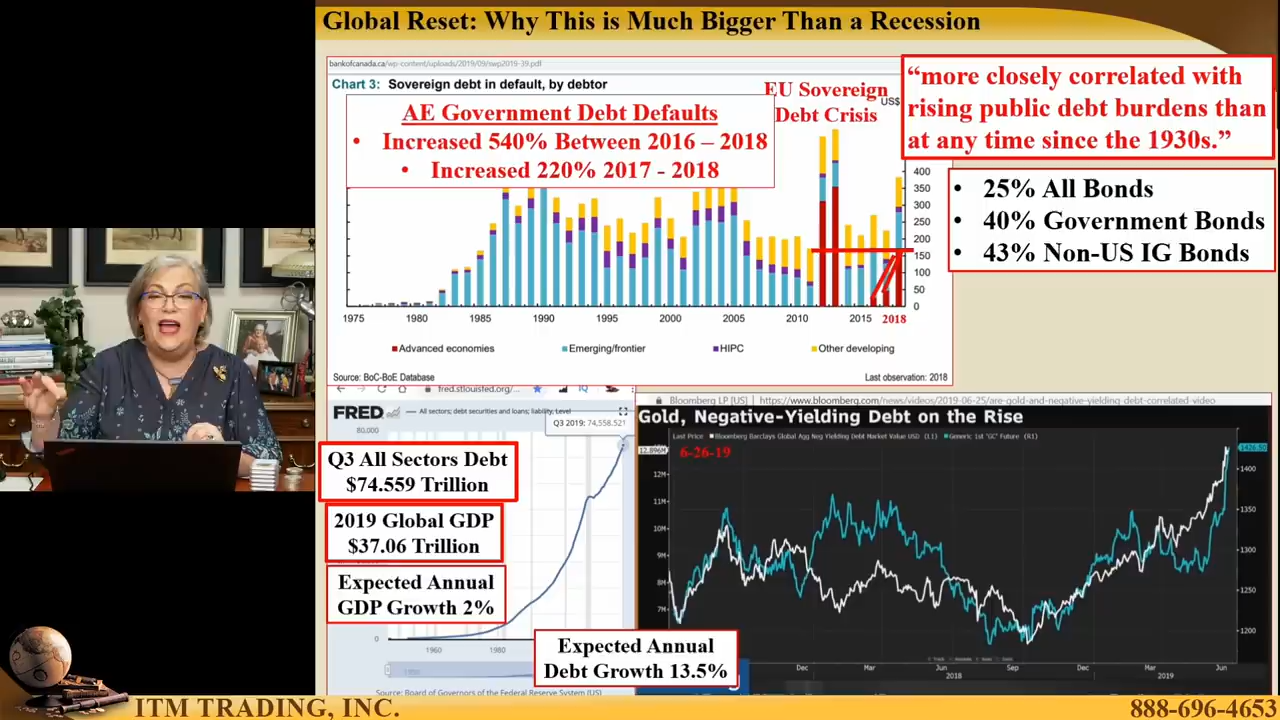 Global Reset: Why This is Much Bigger Than a Recession
bankofcanada.ca/wp-content/uploads/2019/09/swp2019-39.pdf
Chart 3: Sovereign debt in default, by debtor
AE Government Debt Defaults
• Increased 540% Between 2016 – 2018
• Increased 220% 2017 - 2018
EU Sovereign
Debt Crisis
US$
“more closely correlated with
rising public debt burdens than
at any time since the 1930s.”
• 25% All Bonds
• 40% Government Bonds
• 43% Non-US IG Bonds
400
350
300
250
200
150
100
50
0
1975 1980 1985 1990 1995 2000 2005 2010 2015 2018
Advanced economies Emerging/frontier HIPC Other developing
Source: BoC-BoE Database Last observation: 2018
fred.stlouisfed.org/...
FRED — All sectors; debt securities and loans; liability, Level
Q3 2019: 74,558.521
80,000
0
1960 1980
Source: Board of Governors of the Federal Reserve System (US)
Q3 All Sectors Debt
$74.559 Trillion
2019 Global GDP
$37.06 Trillion
Expected Annual
GDP Growth 2%
Expected Annual
Debt Growth 13.5%
Bloomberg LP [US] | https://www.bloomberg.com/news/videos/2019-06-25/are-gold-and-negative-yielding-debt-correlated-video
Gold, Negative-Yielding Debt on the Rise
Last Price Bloomberg Barclays Global Agg Neg Yielding Debt Market Value USD (L1) Generic 1st 'GC' Future (R1)
6-26-19
12.896M
12M
11M
10M
9M
8M
7M
1426.50
1400
1350
1300
1250
1200
Dec Mar Jun Sep Dec Mar Jun
2018 2019
ITM TRADING, INC.
888-696-4653